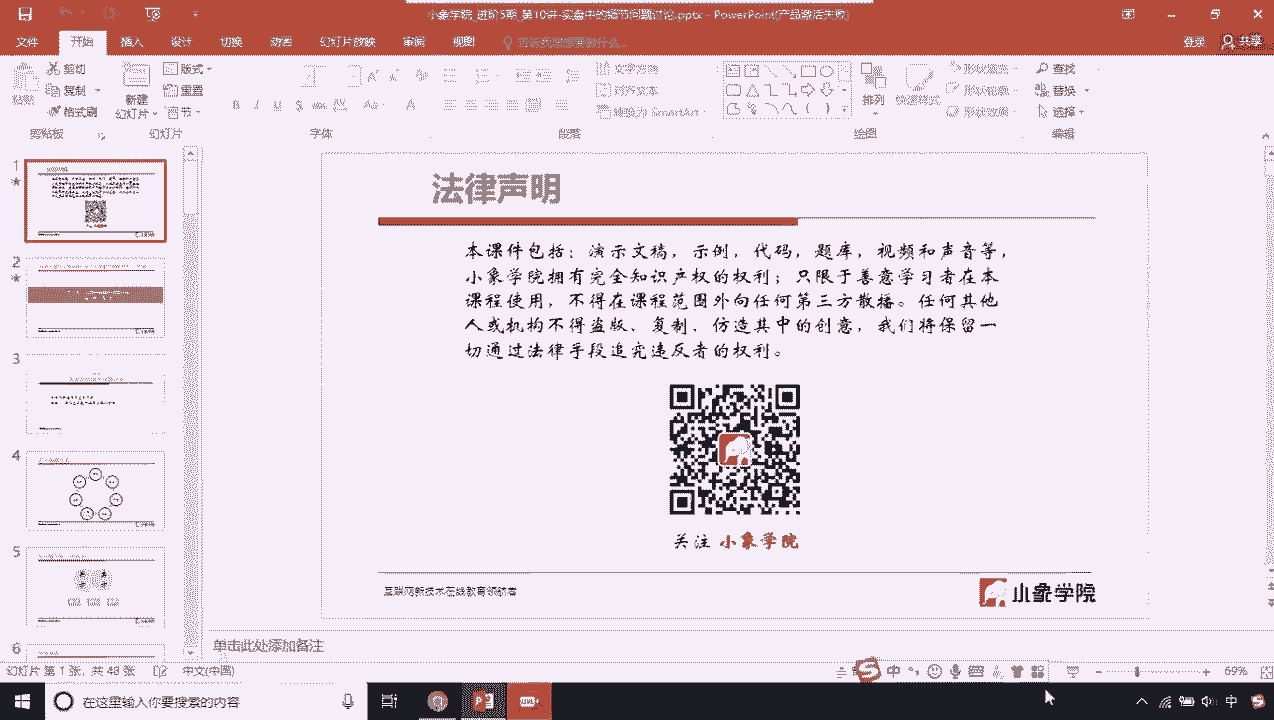 小象学院_进阶5期_第10讲-实盘中的细节问题讨论.pptx - PowerPoint(产品激活失败)
文件 开始 插入 设计 切换 动画 幻灯片放映 审阅 视图 告诉我您想要做什么... 登录 共享
剪切
复制
格式刷
粘贴
剪贴板
新建
幻灯片
版式
重置
节
幻灯片
字体
文字方向
对齐文本
转换为 SmartArt
段落
排列
快速样式
形状填充
形状轮廓
形状效果
绘图
查找
替换
选择
编辑
1
2
3
4
5
6
法律声明
本课件包括：演示文稿，示例，代码，题库，视频和声音等，
小象学院拥有完全知识产权的权利；只限于善意学习者在本
课程使用，不得在课程范围外向任何第三方散播。任何其他
人或机构不得盗版、复制、仿造其中的创意，我们将保留一
切通过法律手段追究违反者的权利。
关注 小象学院
互联网新技术在线教育领航者
小象学院
单击此处添加备注
幻灯片 第 1 张，共 48 张 中文(中国)
中
69%
在这里输入你要搜索的内容
中